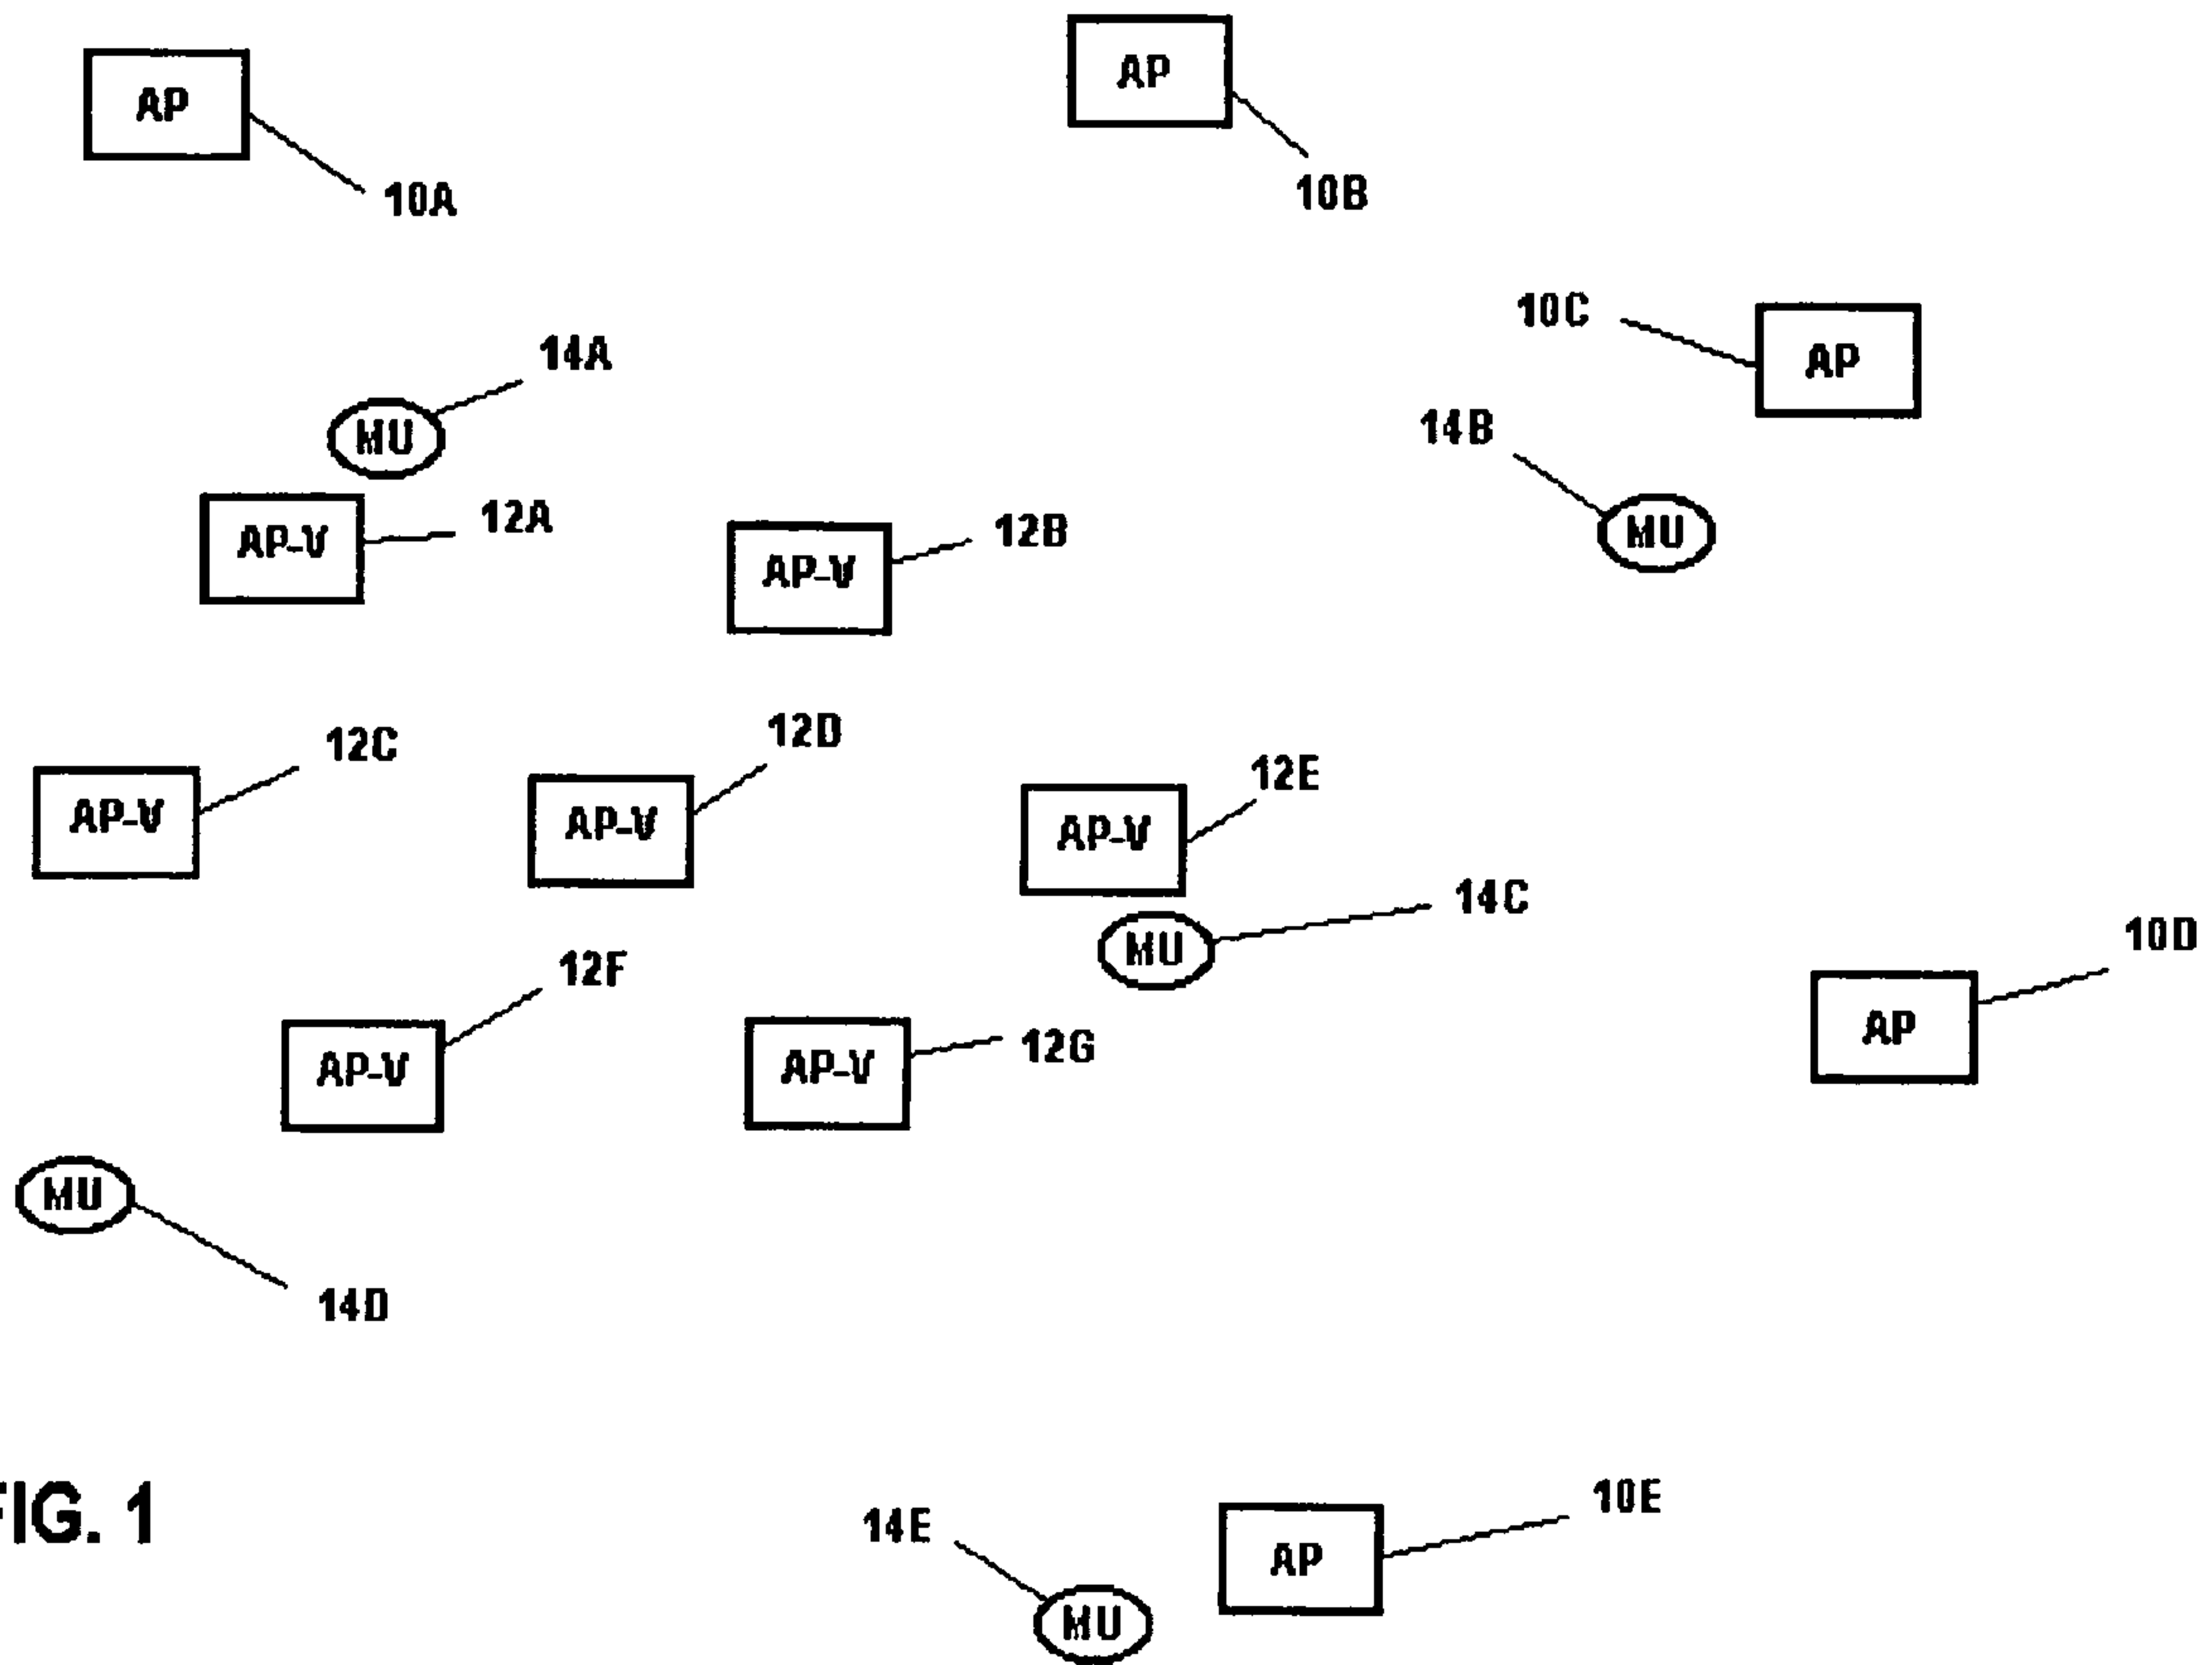 AP
AP
10A
10B
10C
AP
14A
MU
14B
MU
AP-V
12A
AP-V
12B
12C
AP-V
12D
AP-V
12E
AP-V
14C
MU
10D
AP
12F
AP-V
12G
AP-V
MU
14D
FIG. 1
14E
MU
AP
10E